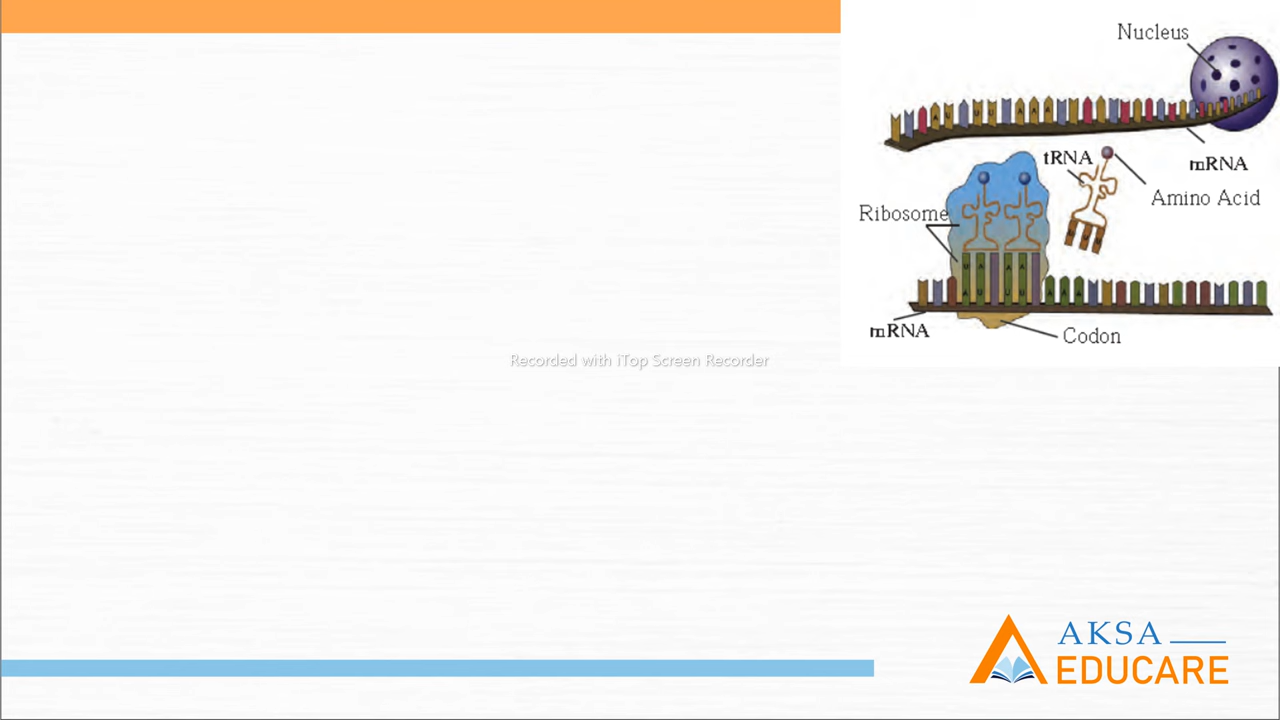 Nucleus
tRNA
mRNA
Amino Acid
Ribosome
mRNA
Codon
Recorded with iTop Screen Recorder
AKSA
EDUCARE